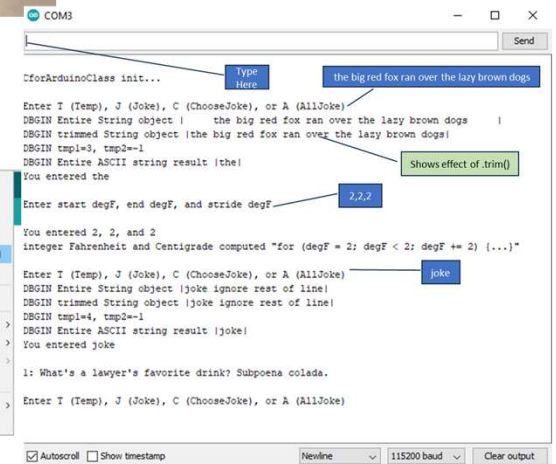 COM3
Send
CforArduinoClass init...
Type
Here
the big red fox ran over the lazy brown dogs
Enter T (Temp), J (Joke), C (ChooseJoke), or A (AllJoke)
DBGIN Entire String object |     the big red fox ran over the lazy brown dogs     |
DBGIN trimmed String object |the big red fox ran over the lazy brown dogs|
DBGIN tmp1=3, tmp2=-1
DBGIN Entire ASCII string result |the|
Shows effect of .trim()
You entered the
Enter start degF, end degF, and stride degF
2,2,2
You entered 2, 2, and 2
integer Fahrenheit and Centigrade computed "for (degF = 2; degF < 2; degF += 2) {...}"
Enter T (Temp), J (Joke), C (ChooseJoke), or A (AllJoke)
joke
DBGIN Entire String object |joke ignore rest of line|
DBGIN trimmed String object |joke ignore rest of line|
DBGIN tmp1=4, tmp2=-1
DBGIN Entire ASCII string result |joke|
You entered joke
1: What's a lawyer's favorite drink? Subpoena colada.
Enter T (Temp), J (Joke), C (ChooseJoke), or A (AllJoke)
Autoscroll Show timestamp Newline 115200 baud Clear output